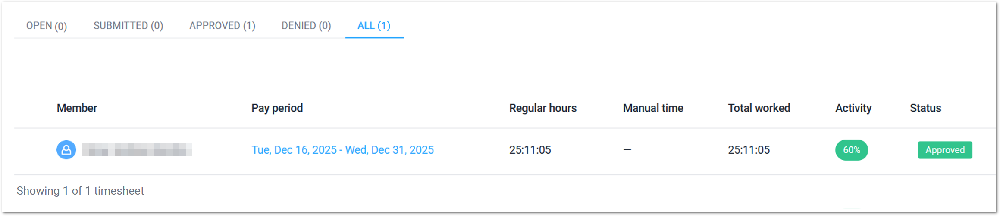 OPEN (0) SUBMITTED (0) APPROVED (1) DENIED (0) ALL (1)
Member Pay period Regular hours Manual time Total worked Activity Status
Tue, Dec 16, 2025 - Wed, Dec 31, 2025 25:11:05 — 25:11:05 60% Approved
Showing 1 of 1 timesheet